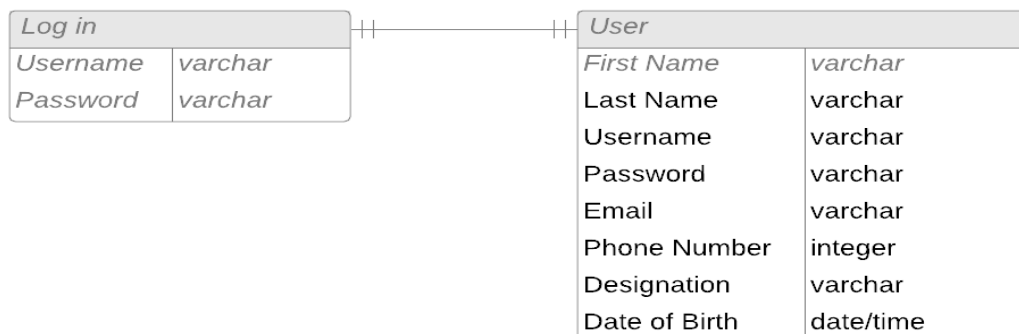 Log in
Username varchar
Password varchar
User
First Name varchar
Last Name varchar
Username varchar
Password varchar
Email varchar
Phone Number integer
Designation varchar
Date of Birth date/time